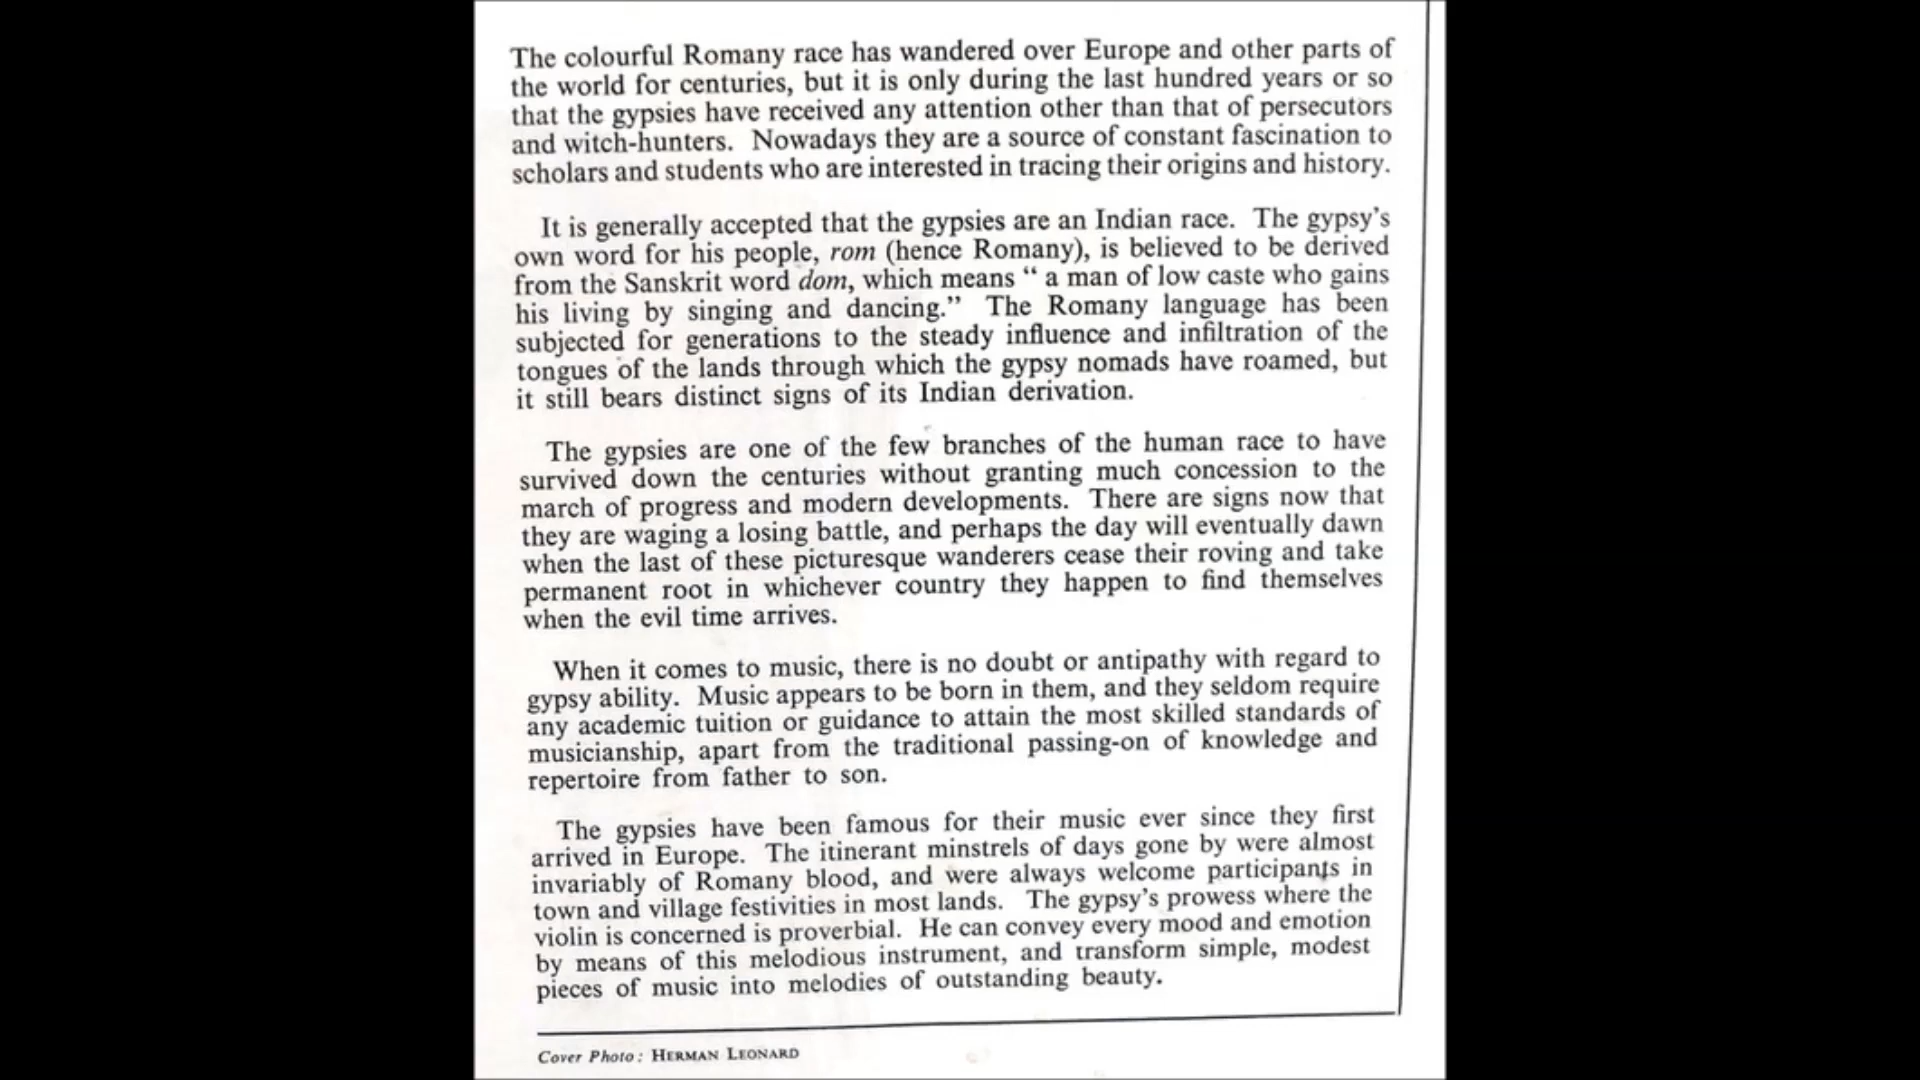 The colourful Romany race has wandered over Europe and other parts of
the world for centuries, but it is only during the last hundred years or so
that the gypsies have received any attention other than that of persecutors
and witch-hunters. Nowadays they are a source of constant fascination to
scholars and students who are interested in tracing their origins and history.
It is generally accepted that the gypsies are an Indian race. The gypsy's
own word for his people, rom (hence Romany), is believed to be derived
from the Sanskrit word dom, which means “ a man of low caste who gains
his living by singing and dancing.” The Romany language has been
subjected for generations to the steady influence and infiltration of the
tongues of the lands through which the gypsy nomads have roamed, but
it still bears distinct signs of its Indian derivation.
The gypsies are one of the few branches of the human race to have
survived down the centuries without granting much concession to the
march of progress and modern developments. There are signs now that
they are waging a losing battle, and perhaps the day will eventually dawn
when the last of these picturesque wanderers cease their roving and take
permanent root in whichever country they happen to find themselves
when the evil time arrives.
When it comes to music, there is no doubt or antipathy with regard to
gypsy ability. Music appears to be born in them, and they seldom require
any academic tuition or guidance to attain the most skilled standards of
musicianship, apart from the traditional passing-on of knowledge and
repertoire from father to son.
The gypsies have been famous for their music ever since they first
arrived in Europe. The itinerant minstrels of days gone by were almost
invariably of Romany blood, and were always welcome participants in
town and village festivities in most lands. The gypsy's prowess where the
violin is concerned is proverbial. He can convey every mood and emotion
by means of this melodious instrument, and transform simple, modest
pieces of music into melodies of outstanding beauty.
Cover Photo : HERMAN LEONARD